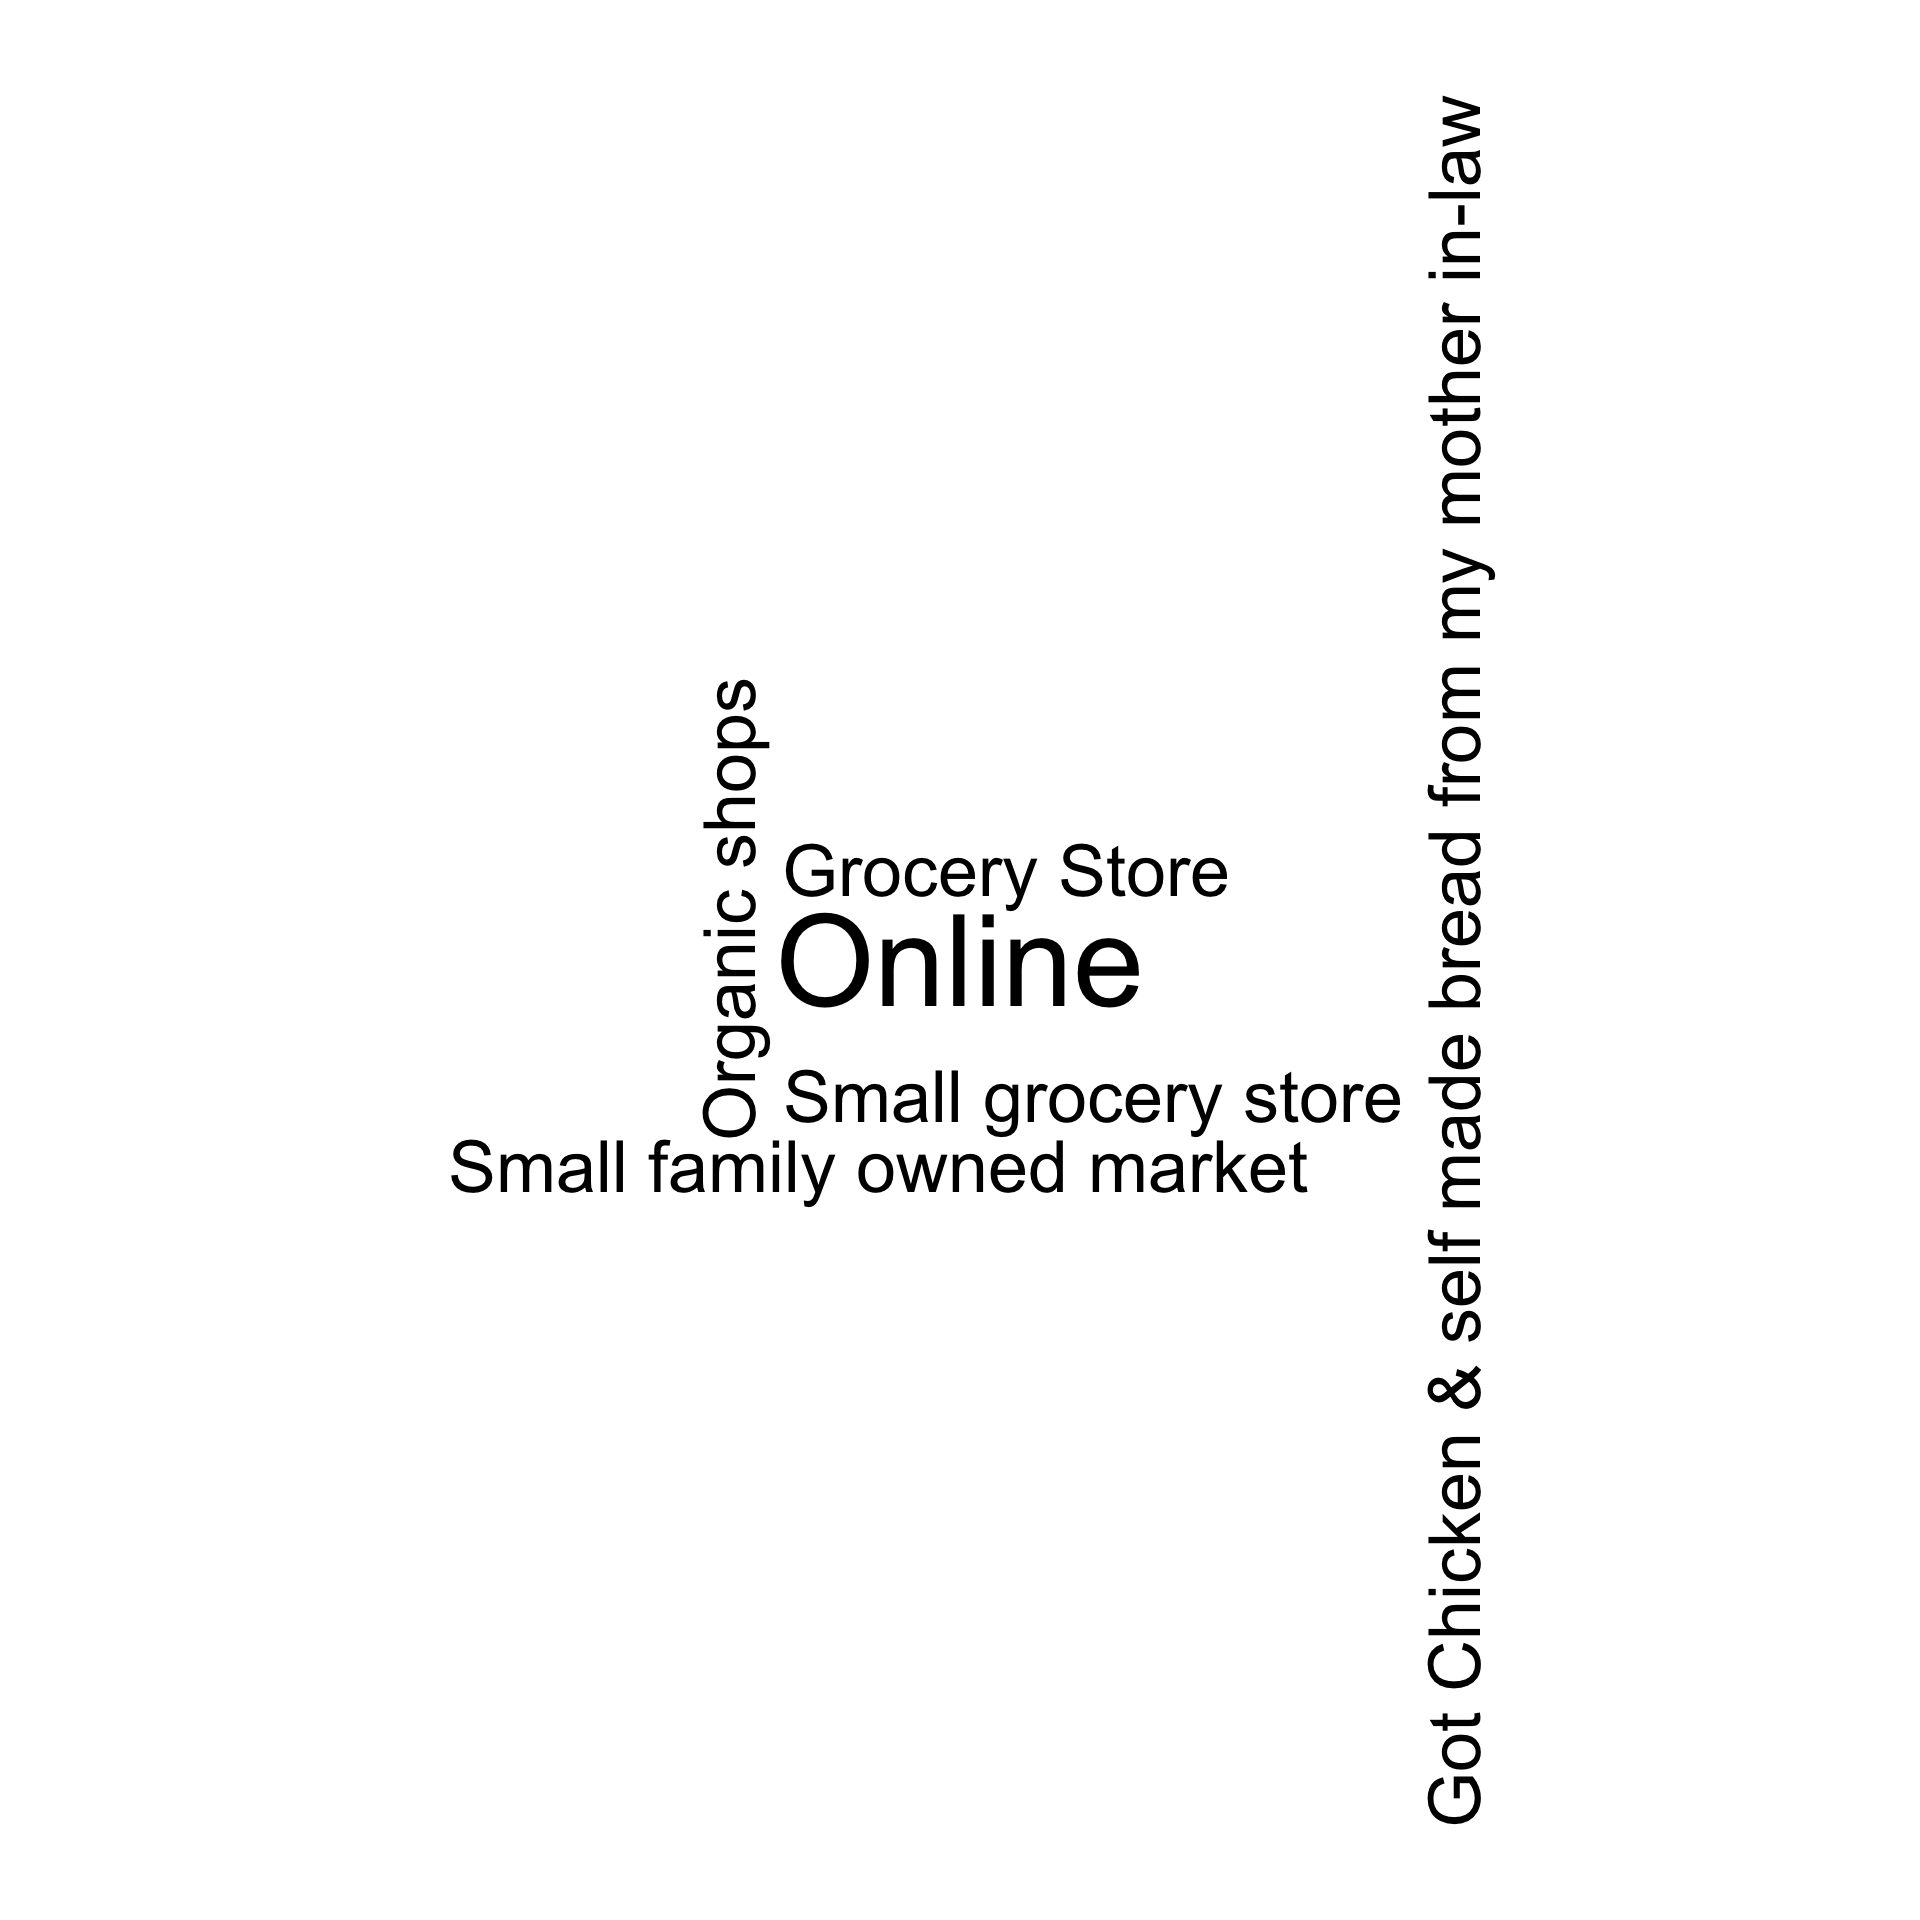 Organic shops
Grocery Store
Online
Small grocery store
Small family owned market
Got Chicken & self made bread from my mother in-law